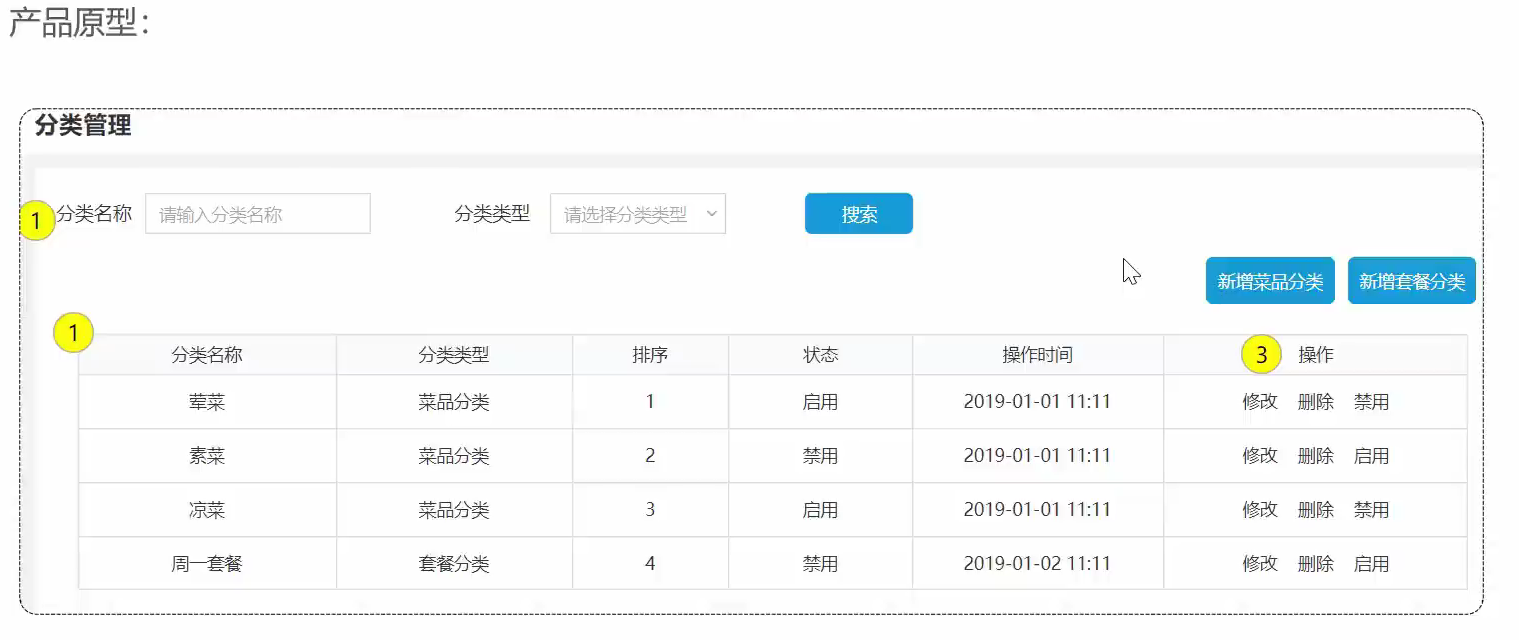 产品原型：
分类管理
1 分类名称 请输入分类名称 分类类型 请选择分类类型 搜索
新增菜品分类 新增套餐分类
1
分类名称 分类类型 排序 状态 操作时间 3 操作
荤菜 菜品分类 1 启用 2019-01-01 11:11 修改 删除 禁用
素菜 菜品分类 2 禁用 2019-01-01 11:11 修改 删除 启用
凉菜 菜品分类 3 启用 2019-01-01 11:11 修改 删除 禁用
周一套餐 套餐分类 4 禁用 2019-01-02 11:11 修改 删除 启用